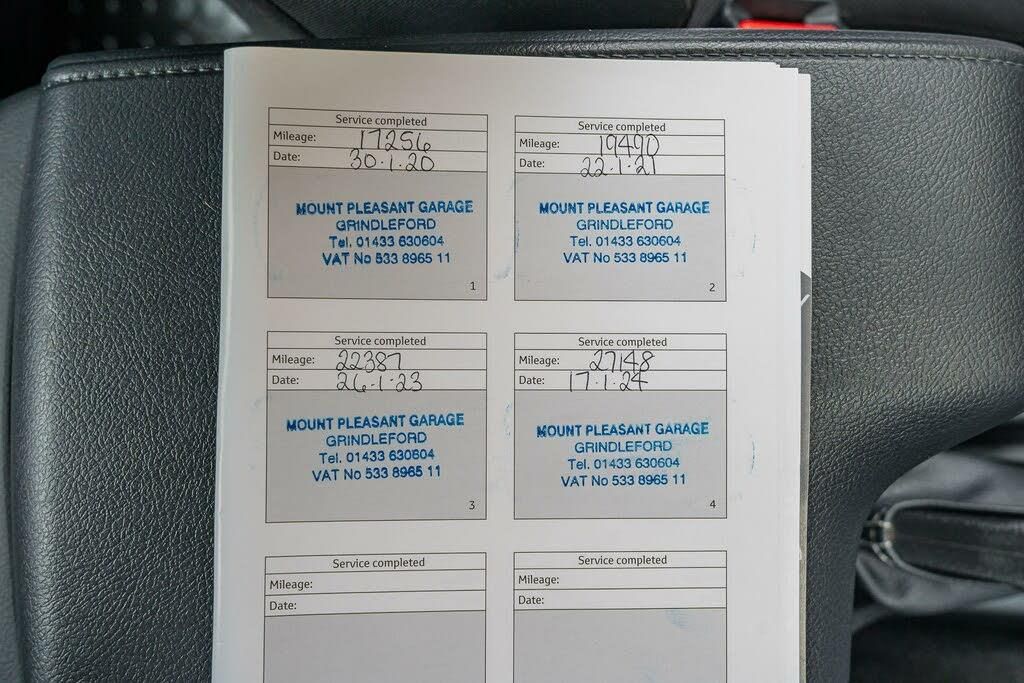 Service completed
Mileage: 17256
Date: 30·1·20
MOUNT PLEASANT GARAGE
GRINDLEFORD
Tel. 01433 630604
VAT No 533 8965 11
1
Service completed
Mileage: 19490
Date: 22·1·21
MOUNT PLEASANT GARAGE
GRINDLEFORD
Tel. 01433 630604
VAT No 533 8965 11
2
Service completed
Mileage: 22387
Date: 26·1·23
MOUNT PLEASANT GARAGE
GRINDLEFORD
Tel. 01433 630604
VAT No 533 8965 11
3
Service completed
Mileage: 27148
Date: 17·1·24
MOUNT PLEASANT GARAGE
GRINDLEFORD
Tel. 01433 630604
VAT No 533 8965 11
4
Service completed
Mileage:
Date:
Service completed
Mileage:
Date: